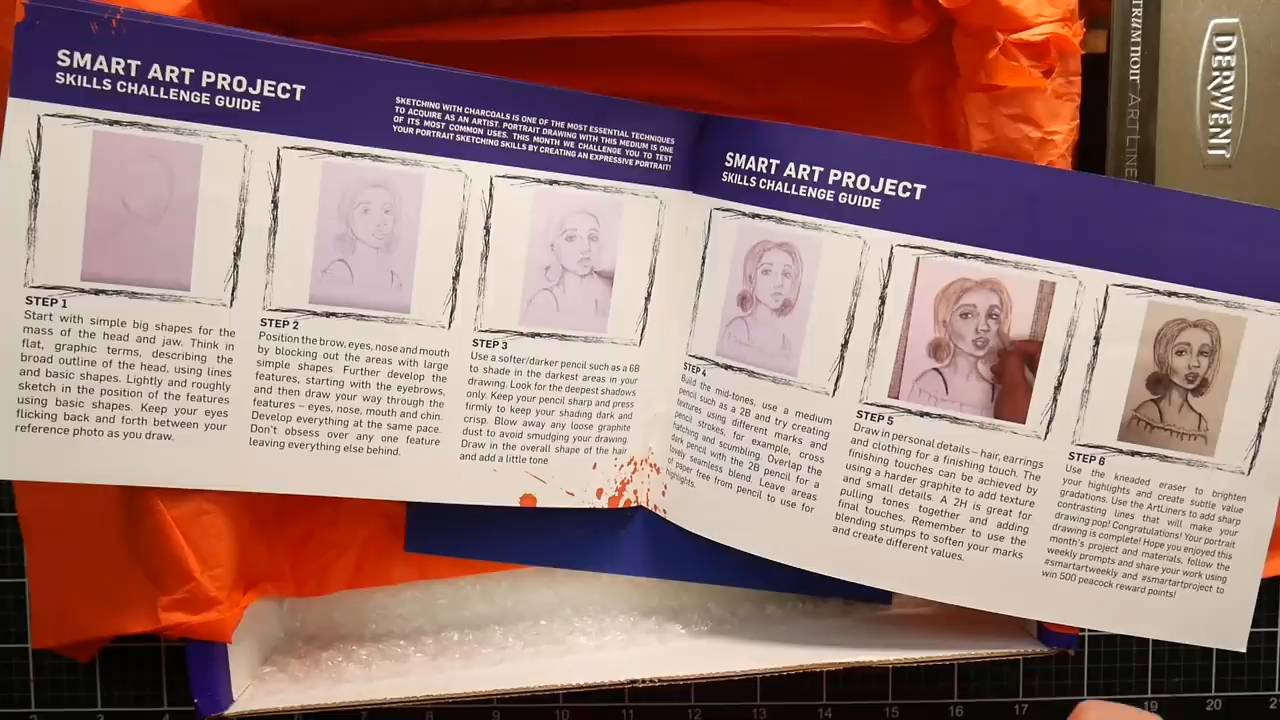 SMART ART PROJECT
SKILLS CHALLENGE GUIDE
SKETCHING WITH CHARCOALS IS ONE OF THE MOST ESSENTIAL TECHNIQUES
TO ACQUIRE AS AN ARTIST. PORTRAIT DRAWING WITH THIS MEDIUM IS ONE
OF ITS MOST COMMON USES. THIS MONTH WE CHALLENGE YOU TO TEST
YOUR PORTRAIT SKETCHING SKILLS BY CREATING AN EXPRESSIVE PORTRAIT!
STEP 1
Start with simple big shapes for the
mass of the head and jaw. Think in
flat, graphic terms, describing the
broad outline of the head, using lines
and basic shapes. Lightly and roughly
sketch in the position of the features
using basic shapes. Keep your eyes
flicking back and forth between your
reference photo as you draw.
STEP 2
Position the brow, eyes, nose and mouth
by blocking out the areas with large
simple shapes. Further develop the
features, starting with the eyebrows,
and then draw your way through the
features – eyes, nose, mouth and chin.
Develop everything at the same pace.
Don't obsess over any one feature
leaving everything else behind.
STEP 3
Use a softer/darker pencil such as a 6B
to shade in the darkest areas in your
drawing. Look for the deepest shadows
only. Keep your pencil sharp and press
firmly to keep your shading dark and
crisp. Blow away any loose graphite
dust to avoid smudging your drawing.
Draw in the overall shape of the hair
and add a little tone
SMART ART PROJECT
SKILLS CHALLENGE GUIDE
STEP 4
Build the mid-tones, use a medium
pencil such as a 2B and try creating
textures using different marks and
pencil strokes, for example, cross
hatching and scumbling. Overlap the
dark pencil with the 2B pencil for a
lovely seamless blend. Leave areas
of paper free from pencil to use for
highlights.
STEP 5
Draw in personal details – hair, earrings
and clothing for a finishing touch. The
finishing touches can be achieved by
using a harder graphite to add texture
and small details. A 2H is great for
pulling tones together and adding
final touches. Remember to use the
blending stumps to soften your marks
and create different values.
STEP 6
Use the kneaded eraser to brighten
your highlights and create subtle value
gradations. Use the ArtLiners to add sharp
contrasting lines that will make your
drawing pop! Congratulations! Your portrait
drawing is complete! Hope you enjoyed this
month's project and materials, follow the
weekly prompts and share your work using
#smartartweekly and #smartartproject to
win 500 peacock reward points!
TRUMNOIR ARTLINE
DERWENT
4
7
8
9
10
11
12
13
14
15
16
17
19
20